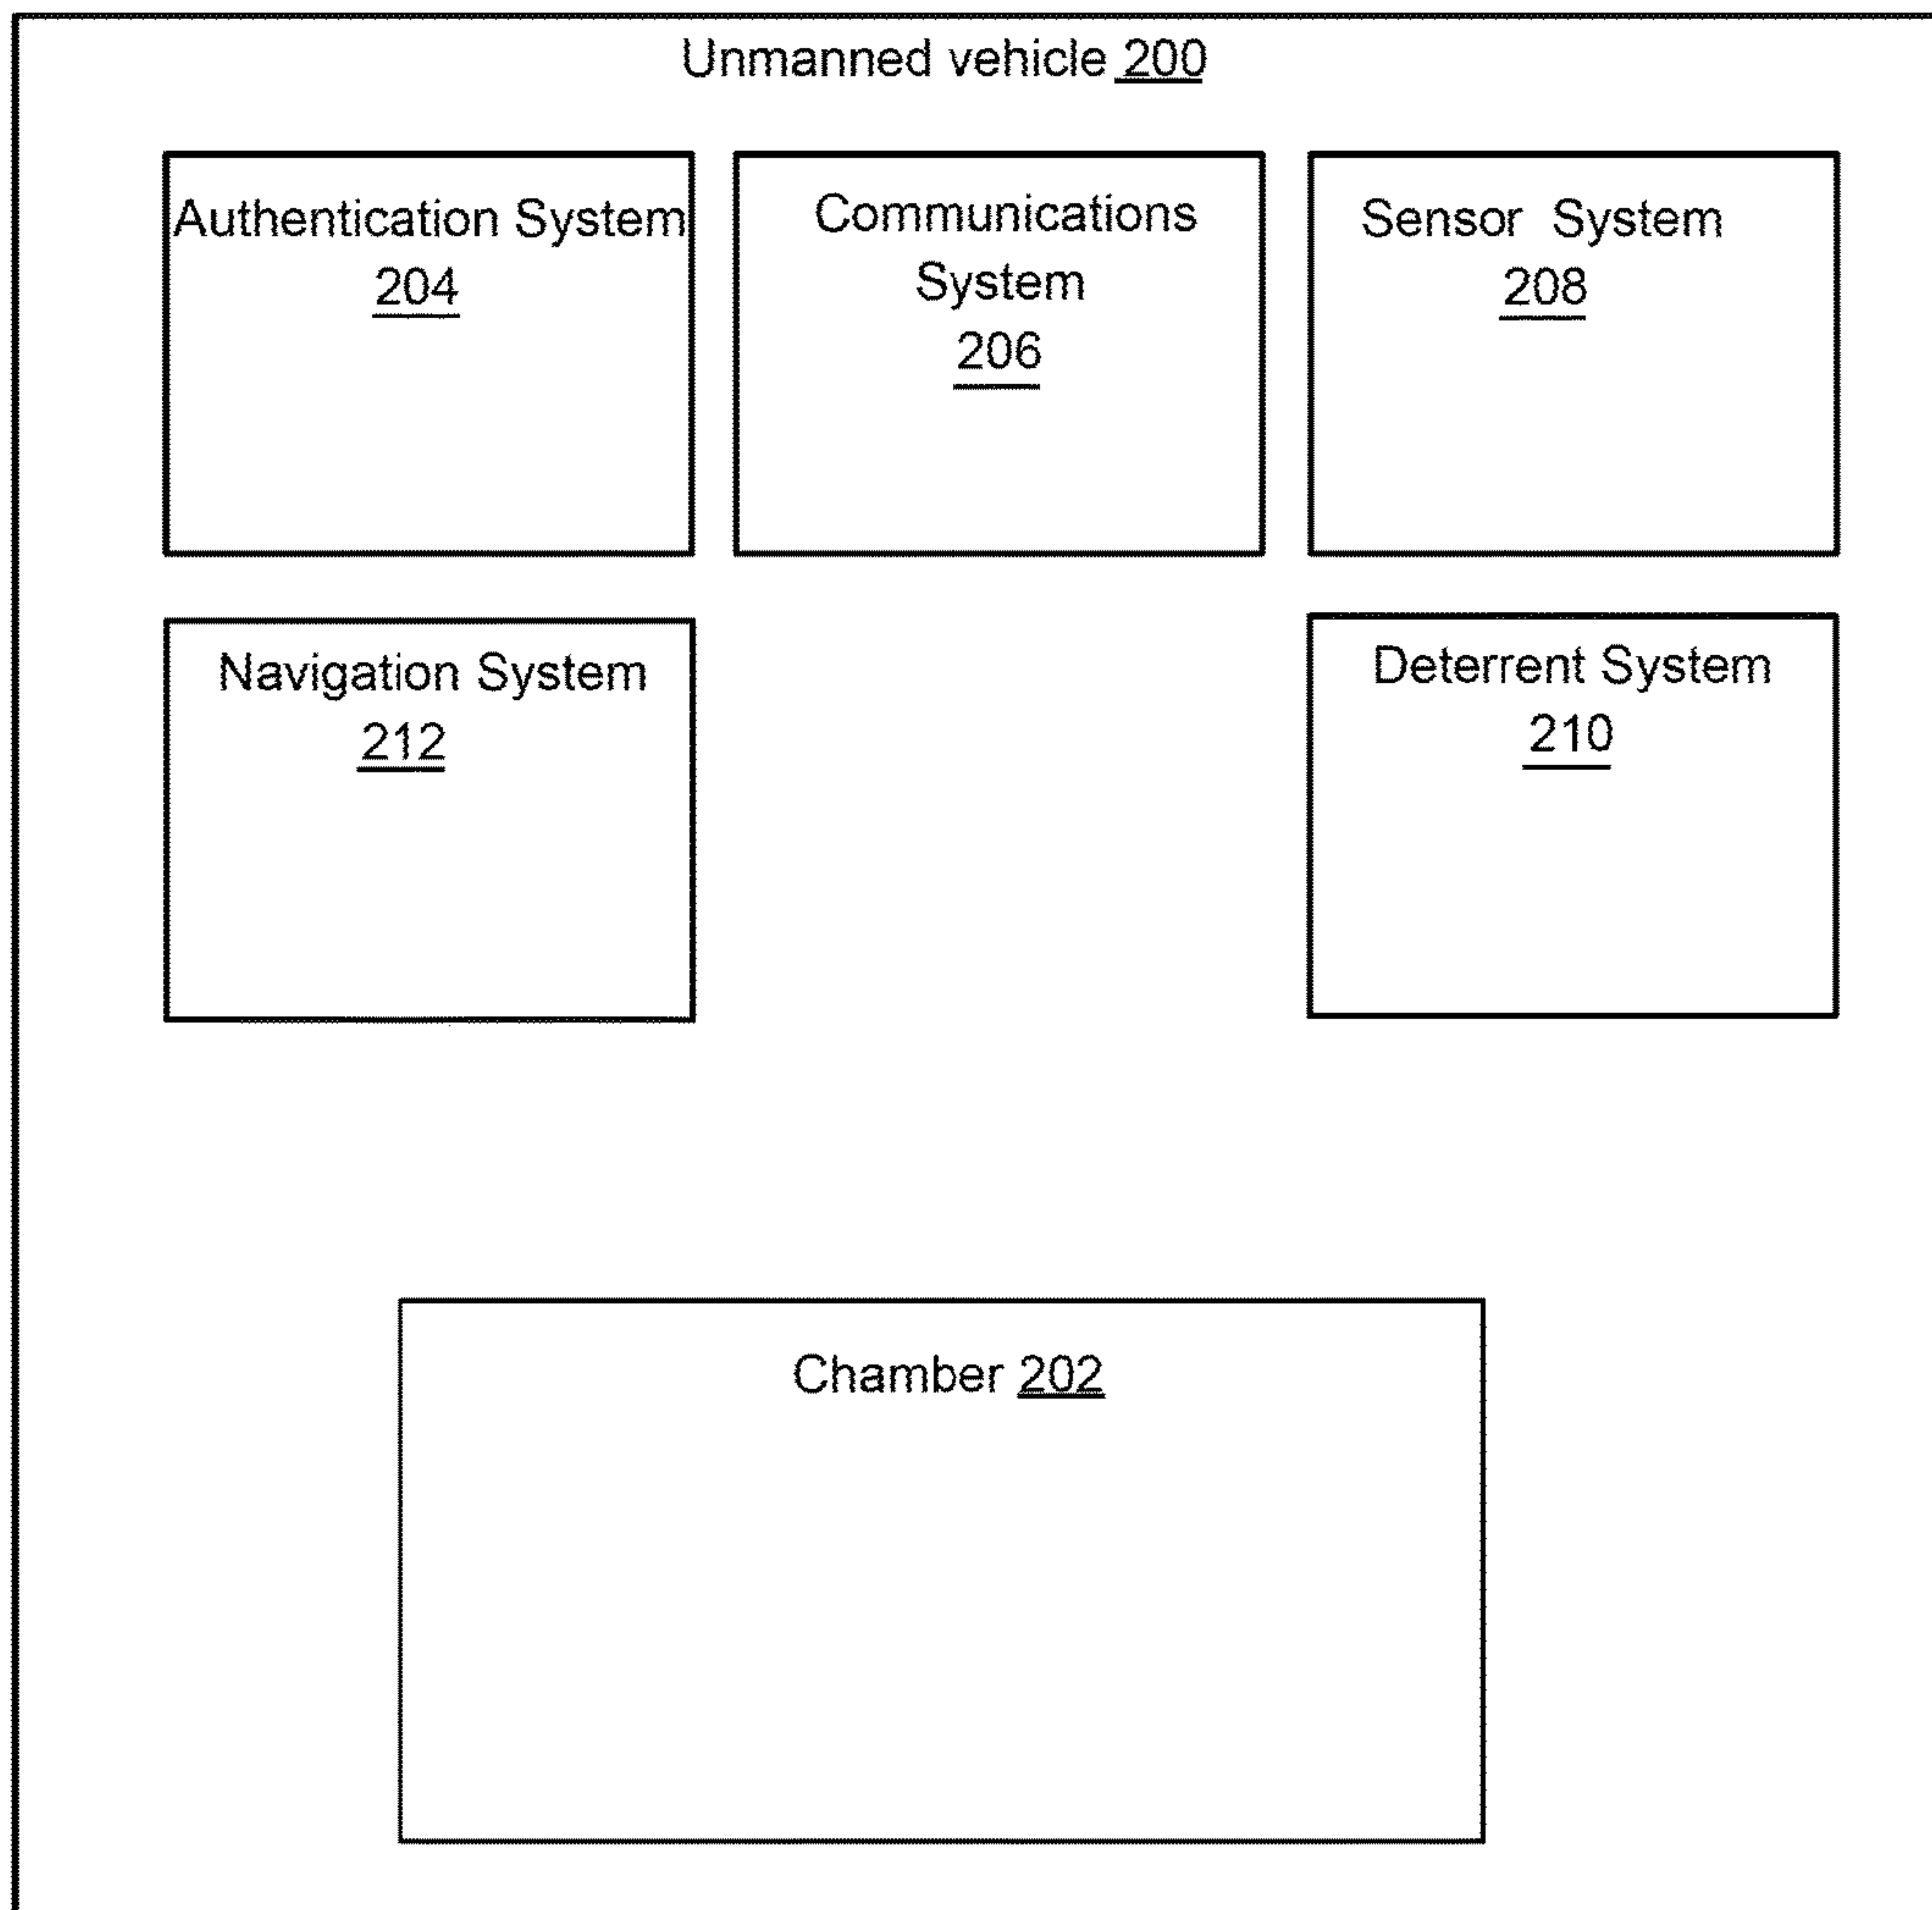 Unmanned vehicle 200
Authentication System
204
Communications
System
206
Sensor System
208
Navigation System
212
Deterrent System
210
Chamber 202